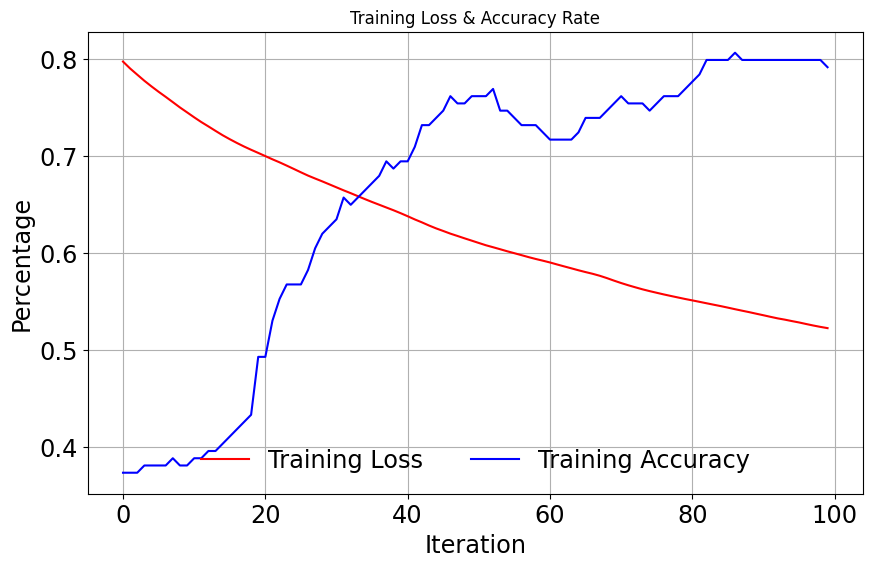 Training Loss & Accuracy Rate
Percentage
0.8
0.7
0.6
0.5
0.4
Training Loss
Training Accuracy
0 20 40 60 80 100
Iteration